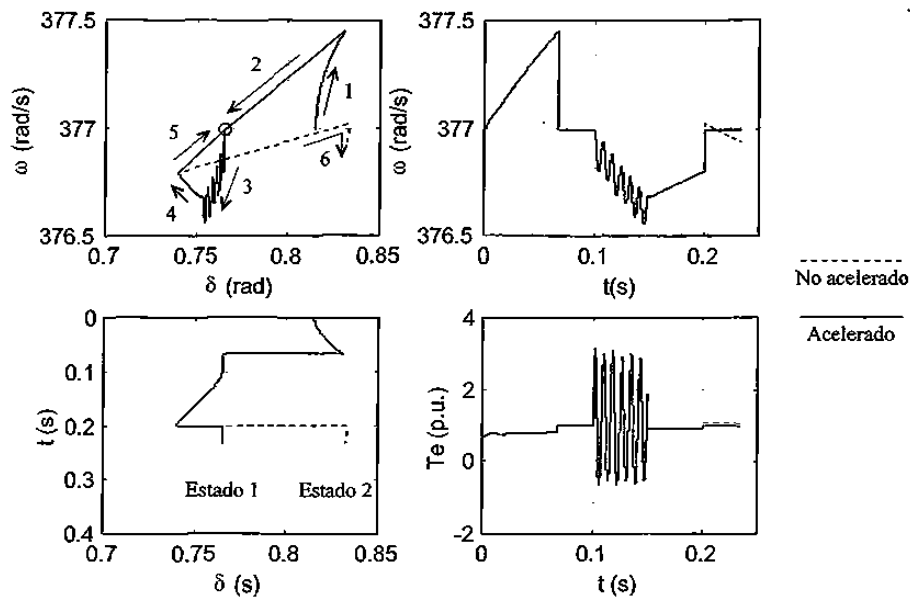 377.5
377
376.5
ω (rad/s)
0.7
0.75
0.8
0.85
δ (rad)
1
2
3
4
5
6
377.5
377
376.5
ω (rad/s)
0
0.1
0.2
t(s)
No acelerado
Acelerado
0
0.1
0.2
0.3
0.4
t (s)
Estado 1
Estado 2
0.7
0.75
0.8
0.85
δ (s)
4
2
0
-2
Te (p.u.)
0
0.1
0.2
t (s)